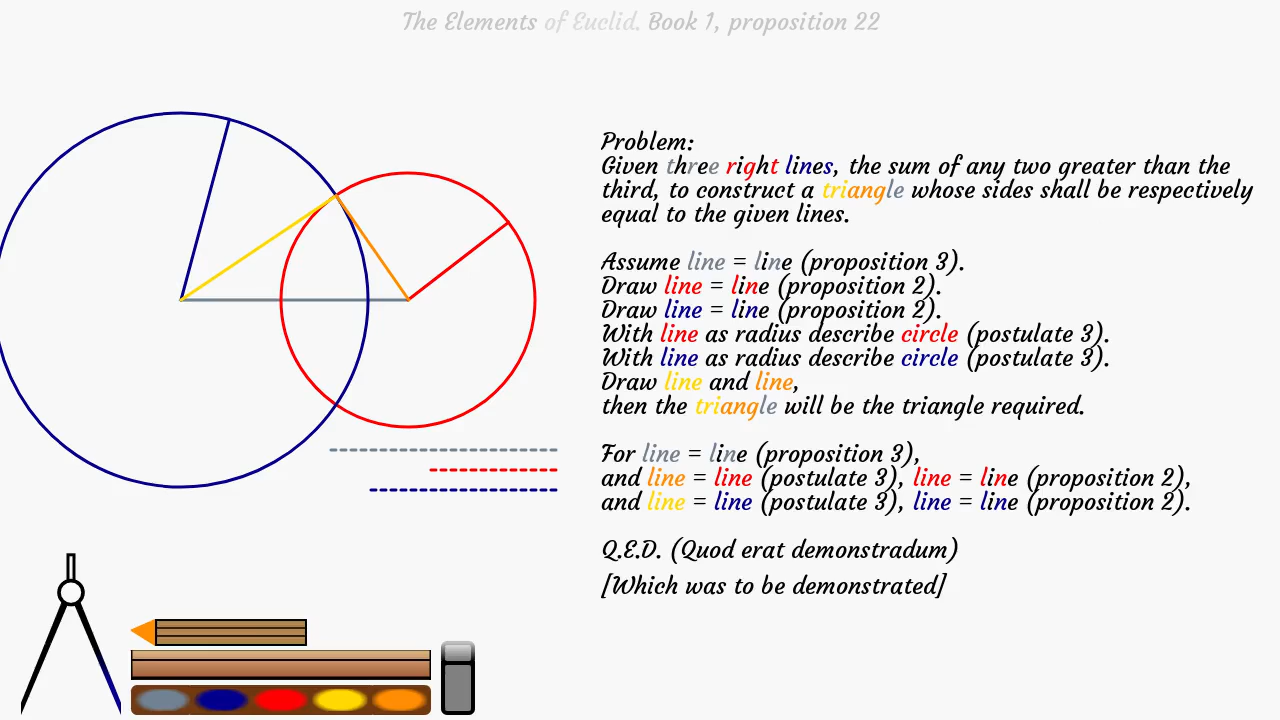 The Elements of Euclid. Book 1, proposition 22
Problem:
Given three right lines, the sum of any two greater than the
third, to construct a triangle whose sides shall be respectively
equal to the given lines.
Assume line = line (proposition 3).
Draw line = line (proposition 2).
Draw line = line (proposition 2).
With line as radius describe circle (postulate 3).
With line as radius describe circle (postulate 3).
Draw line and line,
then the triangle will be the triangle required.
For line = line (proposition 3),
and line = line (postulate 3), line = line (proposition 2),
and line = line (postulate 3), line = line (proposition 2).
Q.E.D. (Quod erat demonstradum)
[Which was to be demonstrated]